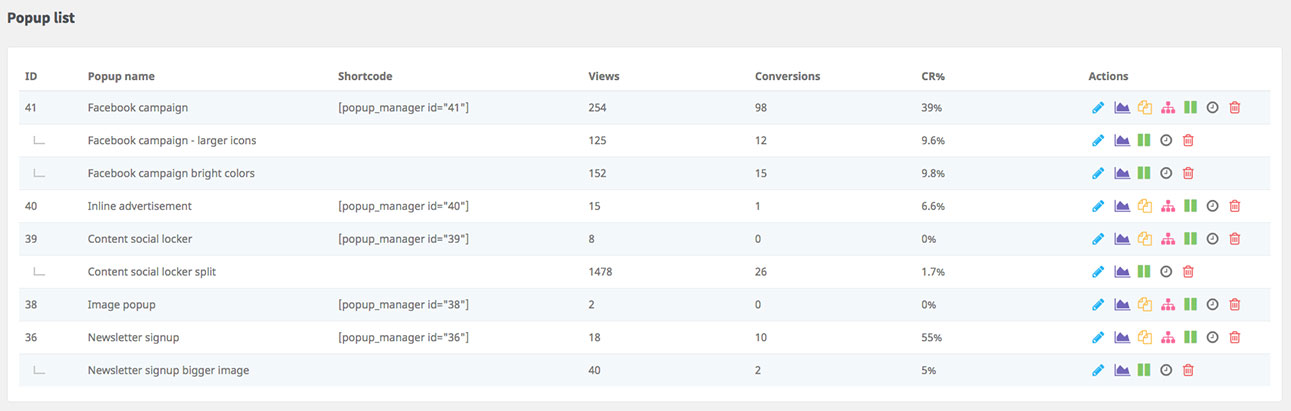 Popup list
ID Popup name Shortcode Views Conversions CR% Actions
41 Facebook campaign [popup_manager id="41"] 254 98 39%
Facebook campaign - larger icons 125 12 9.6%
Facebook campaign bright colors 152 15 9.8%
40 Inline advertisement [popup_manager id="40"] 15 1 6.6%
39 Content social locker [popup_manager id="39"] 8 0 0%
Content social locker split 1478 26 1.7%
38 Image popup [popup_manager id="38"] 2 0 0%
36 Newsletter signup [popup_manager id="36"] 18 10 55%
Newsletter signup bigger image 40 2 5%